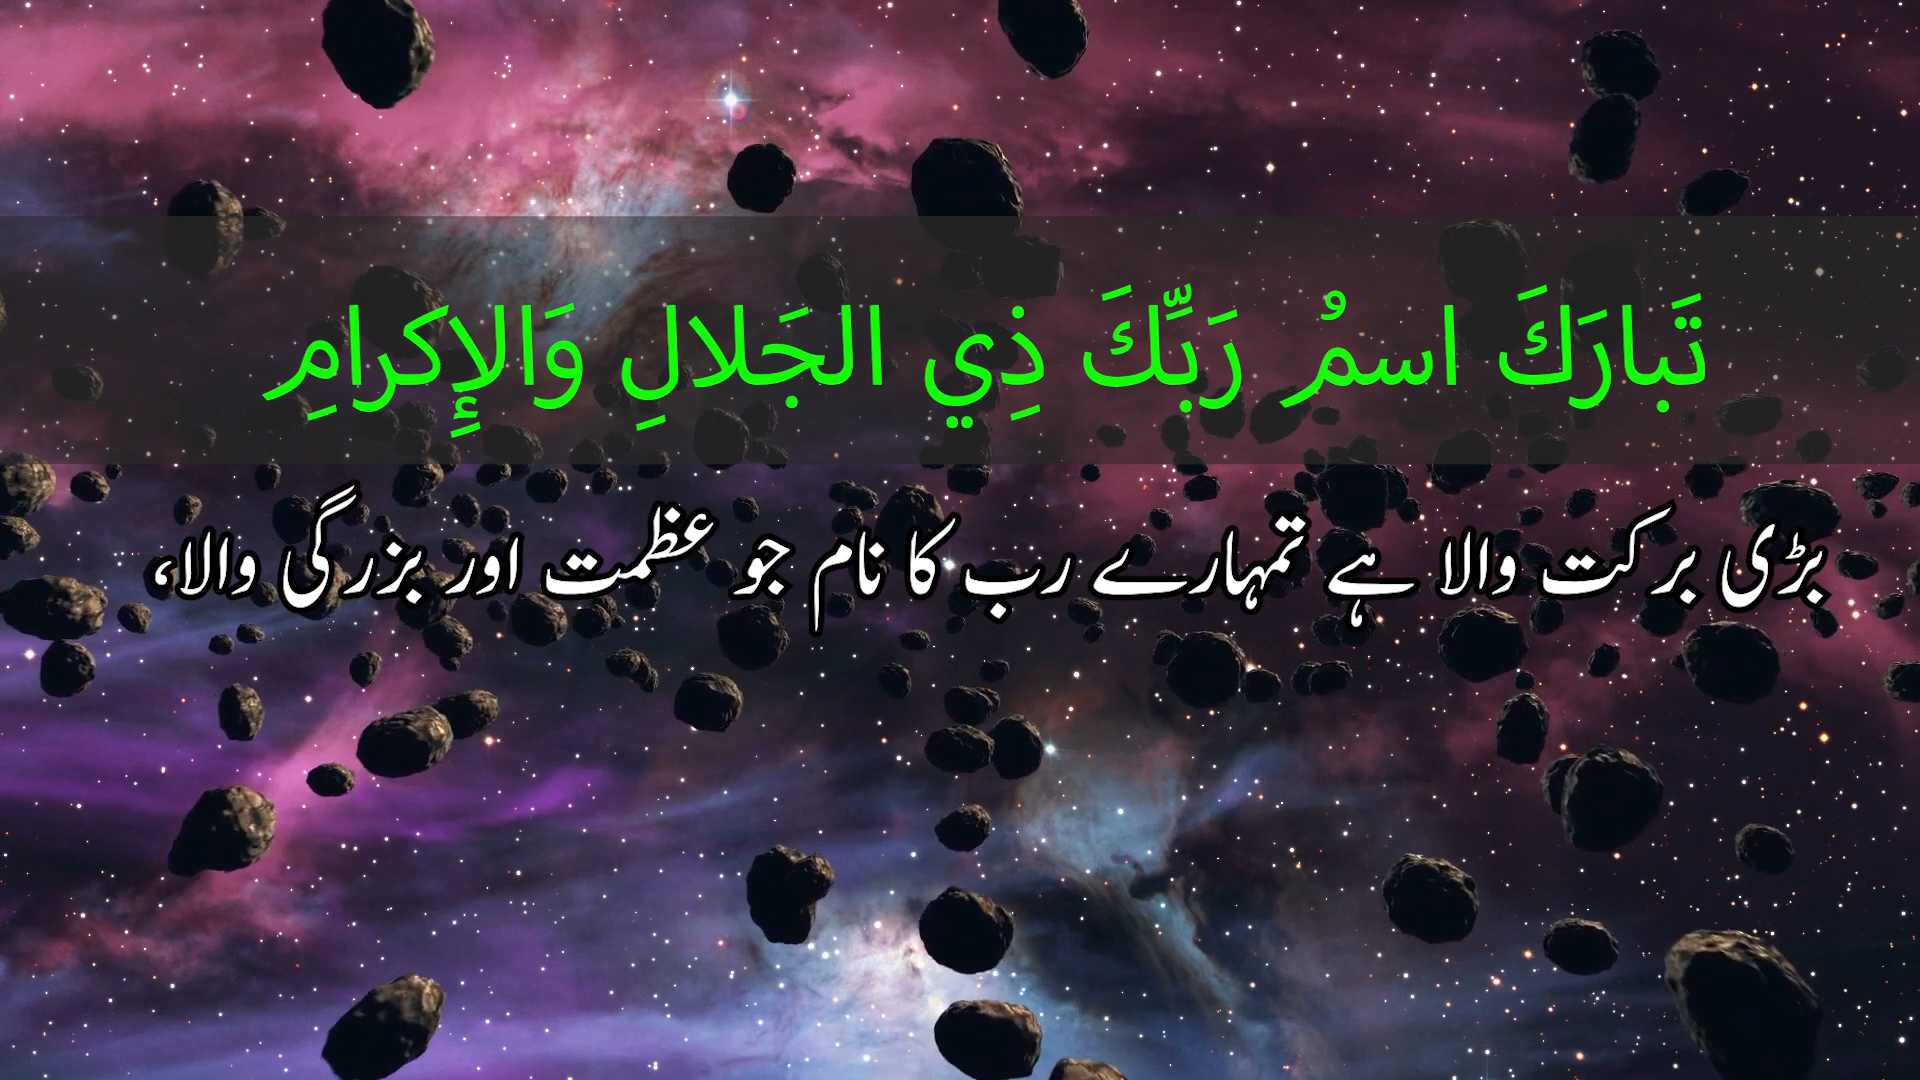 تَبارَكَ اسمُ رَبِّكَ ذِي الجَلالِ وَالإِكرامِ
بڑی برکت والا ہے تمہارے رب کا نام جو عظمت اور بزرگی والا،